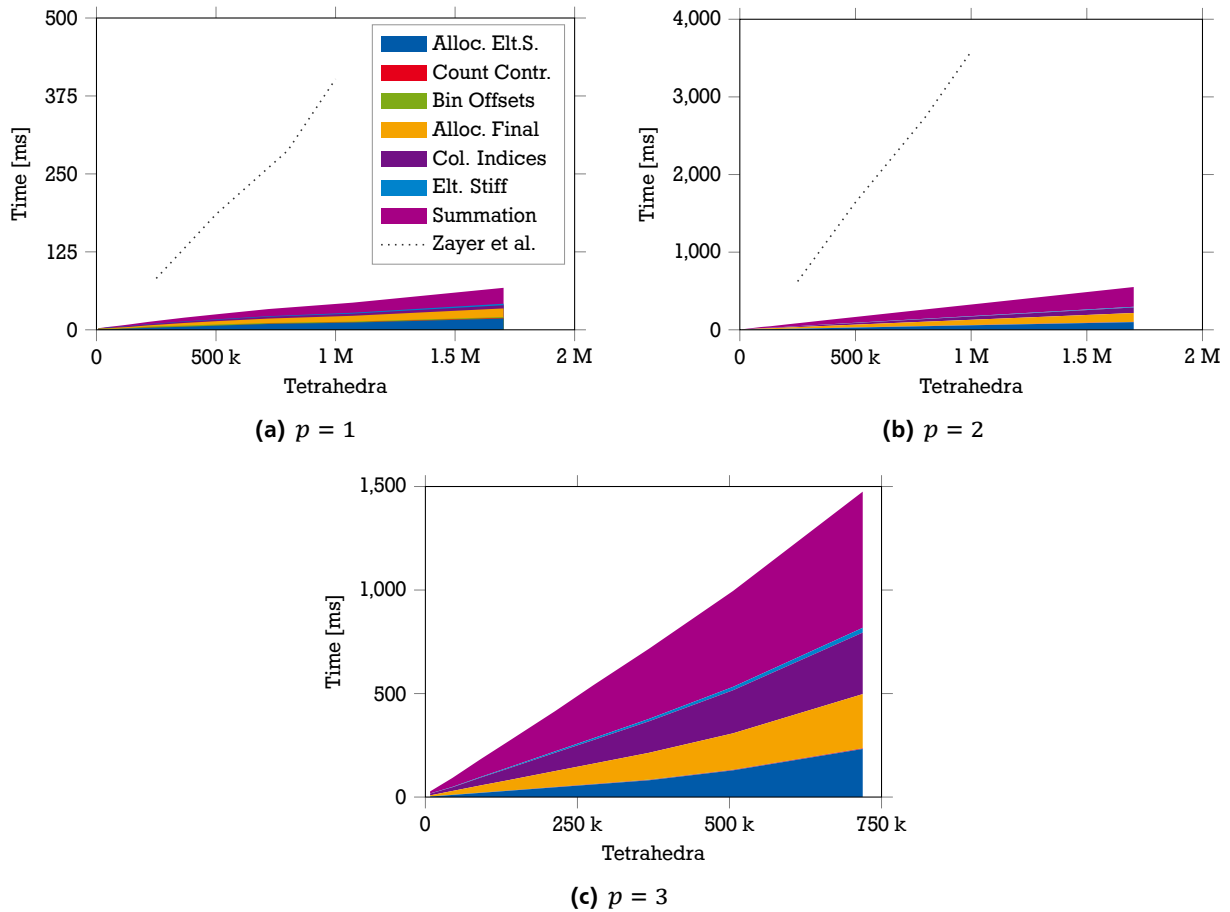 500
375
250
125
0
Time [ms]
0
500 k
1 M
1.5 M
2 M
Tetrahedra
Alloc. Elt.S.
Count Contr.
Bin Offsets
Alloc. Final
Col. Indices
Elt. Stiff
Summation
Zayer et al.
(a) p = 1
4,000
3,000
2,000
1,000
0
Time [ms]
0
500 k
1 M
1.5 M
2 M
Tetrahedra
(b) p = 2
1,500
1,000
500
0
Time [ms]
0
250 k
500 k
750 k
Tetrahedra
(c) p = 3